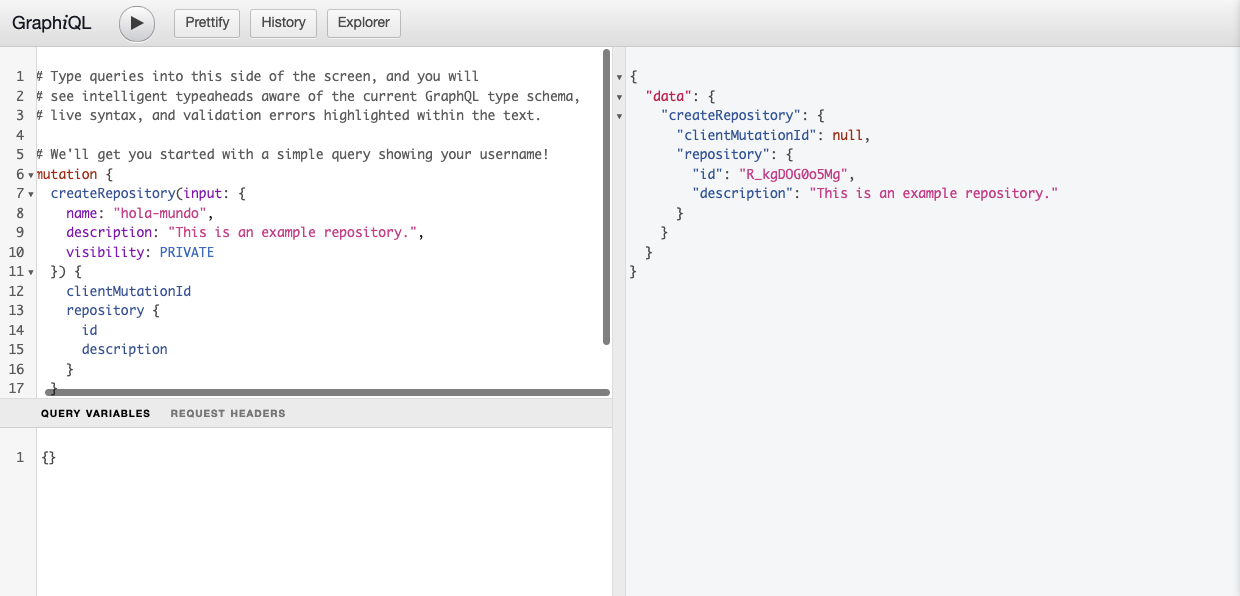 GraphiQL
Prettify
History
Explorer
1 # Type queries into this side of the screen, and you will
2 # see intelligent typeaheads aware of the current GraphQL type schema,
3 # live syntax, and validation errors highlighted within the text.
4
5 # We'll get you started with a simple query showing your username!
6 mutation {
7 createRepository(input: {
8 name: "hola-mundo",
9 description: "This is an example repository.",
10 visibility: PRIVATE
11 }) {
12 clientMutationId
13 repository {
14 id
15 description
16 }
17 }
QUERY VARIABLES
REQUEST HEADERS
1 {}
{
"data": {
"createRepository": {
"clientMutationId": null,
"repository": {
"id": "R_kgDOG0o5Mg",
"description": "This is an example repository."
}
}
}
}